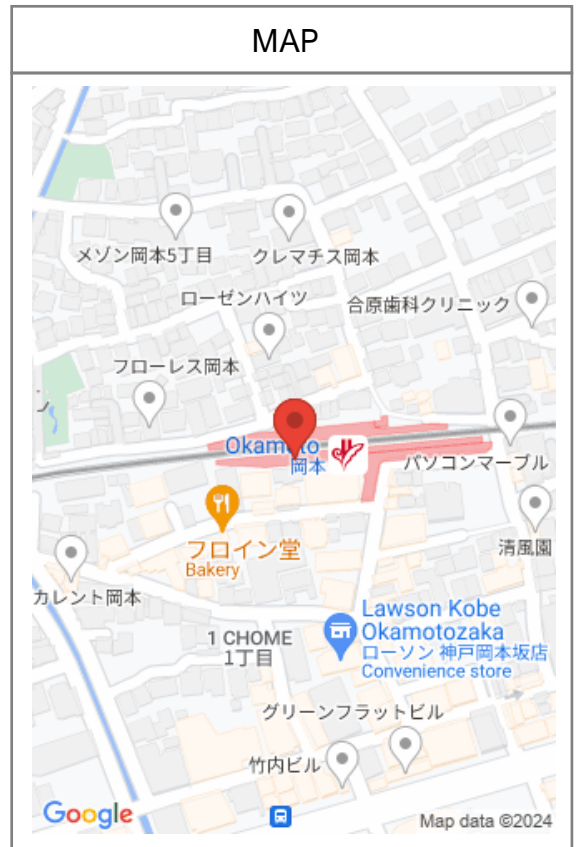 MAP
メゾン岡本5丁目
クレマチス岡本
ローゼンハイツ
合原歯科クリニック
フローレス岡本
ノ
Okamoto
岡本
パソコンマーブル
フロイン堂
Bakery
清風園
カレント岡本
Lawson Kobe
Okamotozaka
ローソン 神戸岡本坂店
Convenience store
1 CHOME
1丁目
グリーンフラットビル
竹内ビル
Google
Map data ©2024